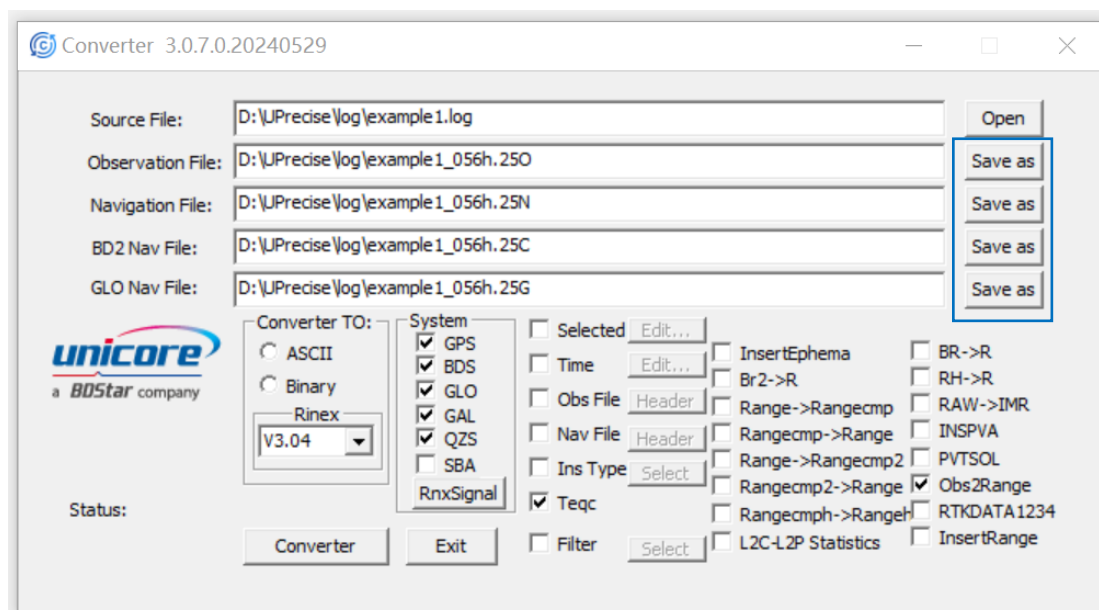 Converter 3.0.7.0.20240529
Source File: D:\UPrecise\log\example1.log Open
Observation File: D:\UPrecise\log\example1_056h.25O Save as
Navigation File: D:\UPrecise\log\example1_056h.25N Save as
BD2 Nav File: D:\UPrecise\log\example1_056h.25C Save as
GLO Nav File: D:\UPrecise\log\example1_056h.25G Save as
unicore
a BDStar company
Converter TO:
ASCII
Binary
Rinex
V3.04
System
GPS
BDS
GLO
GAL
QZS
SBA
RnxSignal
Selected Edit...
Time Edit...
Obs File Header
Nav File Header
Ins Type Select
Teqc
Filter Select
InsertEphema
Br2->R
Range->Rangecmp
Rangecmp->Range
Range->Rangecmp2
Rangecmp2->Range
Rangecmph->Rangeh
L2C-L2P Statistics
BR->R
RH->R
RAW->IMR
INSPVA
PVTSOL
Obs2Range
RTKDATA1234
InsertRange
Status:
Converter Exit